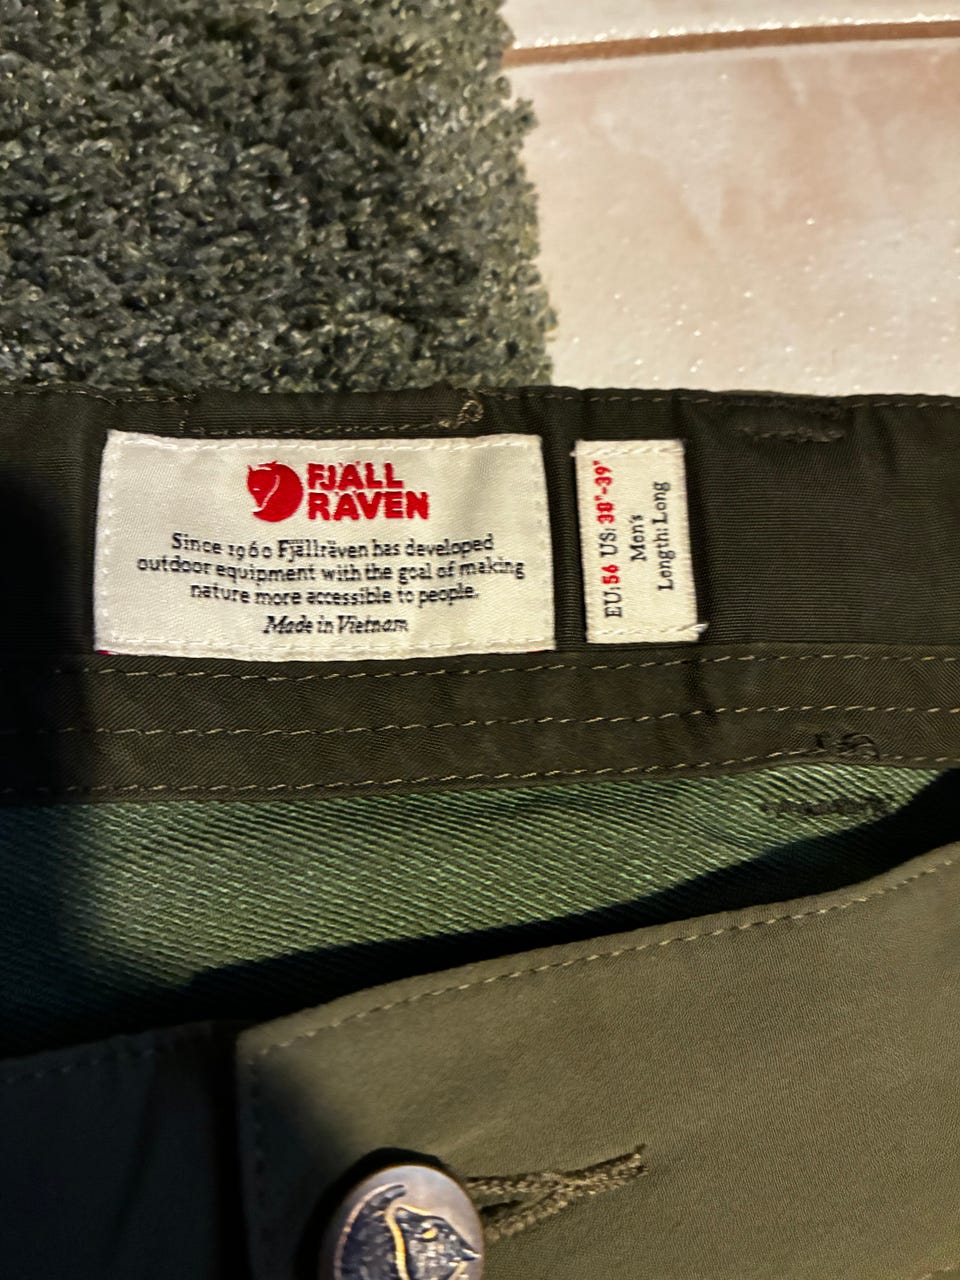 FJÄLL
RÄVEN
Since 1960 Fjällräven has developed
outdoor equipment with the goal of making
nature more accessible to people.
Made in Vietnam
EU: 56 US: 38"-39"
Men's
Length: Long